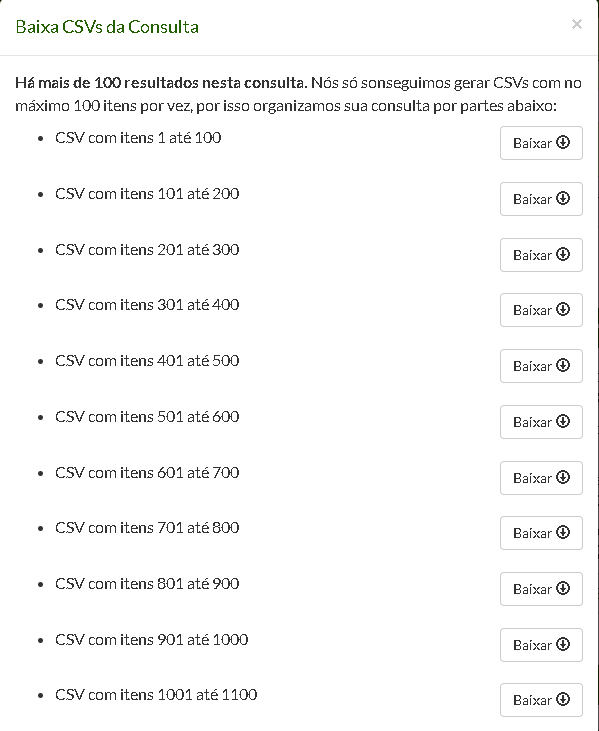 Baixa CSVs da Consulta
×
Há mais de 100 resultados nesta consulta. Nós só sonseguimos gerar CSVs com no
máximo 100 itens por vez, por isso organizamos sua consulta por partes abaixo:
• CSV com itens 1 até 100 Baixar
• CSV com itens 101 até 200 Baixar
• CSV com itens 201 até 300 Baixar
• CSV com itens 301 até 400 Baixar
• CSV com itens 401 até 500 Baixar
• CSV com itens 501 até 600 Baixar
• CSV com itens 601 até 700 Baixar
• CSV com itens 701 até 800 Baixar
• CSV com itens 801 até 900 Baixar
• CSV com itens 901 até 1000 Baixar
• CSV com itens 1001 até 1100 Baixar